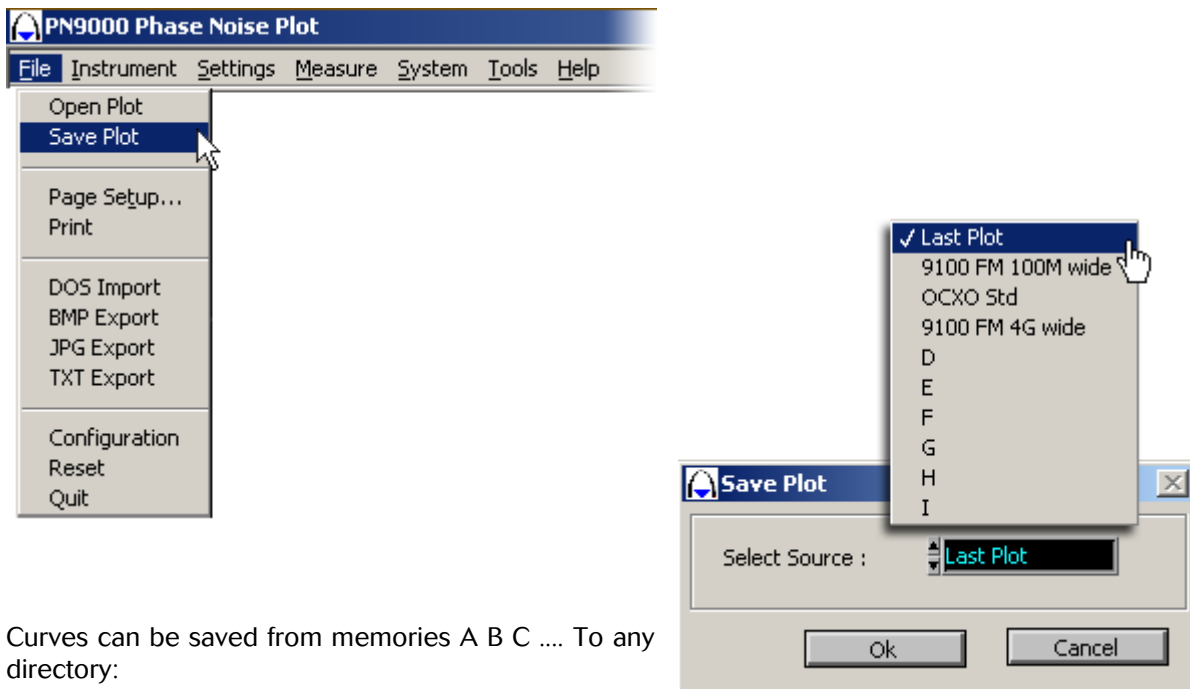 PN9000 Phase Noise Plot
File Instrument Settings Measure System Tools Help
Open Plot
Save Plot
Page Setup...
Print
DOS Import
BMP Export
JPG Export
TXT Export
Configuration
Reset
Quit
✓ Last Plot
9100 FM 100M wide
OCXO Std
9100 FM 4G wide
D
E
F
G
H
I
Save Plot
Select Source :
Last Plot
Ok Cancel
Curves can be saved from memories A B C .... To any
directory: